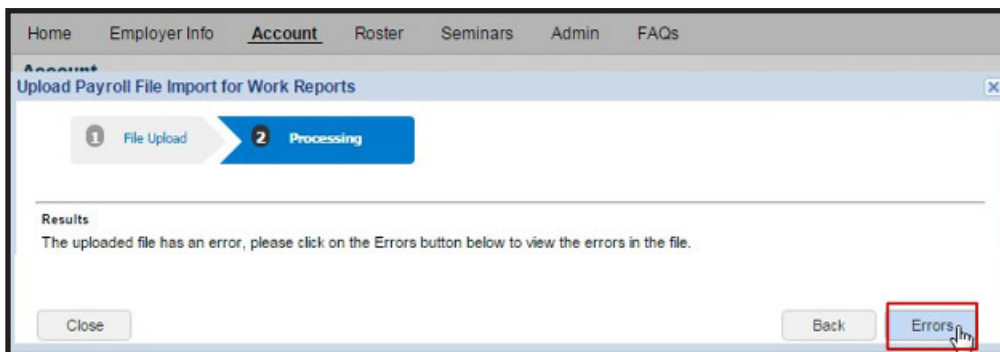 Home Employer Info Account Roster Seminars Admin FAQs
Account
Upload Payroll File Import for Work Reports
1 File Upload 2 Processing
Results
The uploaded file has an error, please click on the Errors button below to view the errors in the file.
Close Back Errors